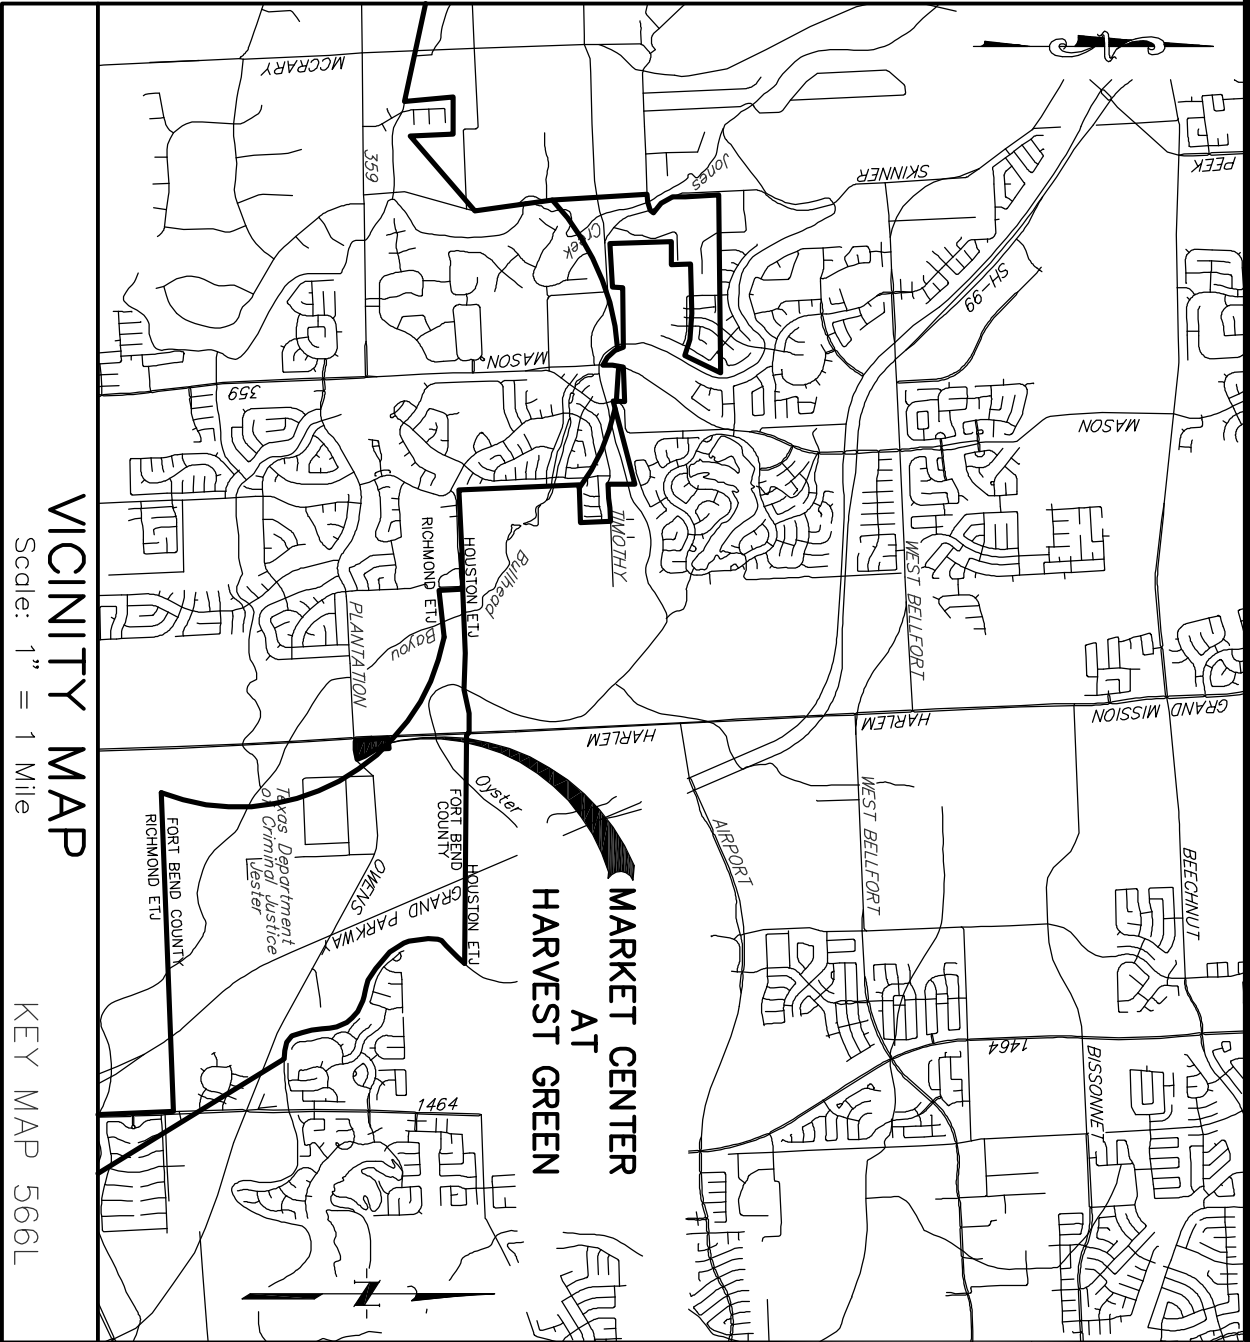 MCCRARY
359
Jones
Creek
SKINNER
PEEK
SH-99
MASON
359
MASON
TIMOTHY
WEST BELLFORT
Bullhead
Bayou
HOUSTON ETJ
RICHMOND ETJ
PLANTATION
HARLEM
HARLEM
GRAND MISSION
WEST BELLFORT
AIRPORT
BEECHNUT
Oyster
FORT BEND
COUNTY
HOUSTON ETJ
Texas Department
of Criminal Justice
Jester
OWENS
GRAND PARKWAY
FORT BEND COUNTY
RICHMOND ETJ
MARKET CENTER
AT
HARVEST GREEN
1464
1464
BISSONNET
N
VICINITY MAP
Scale: 1" = 1 Mile
KEY MAP 566L